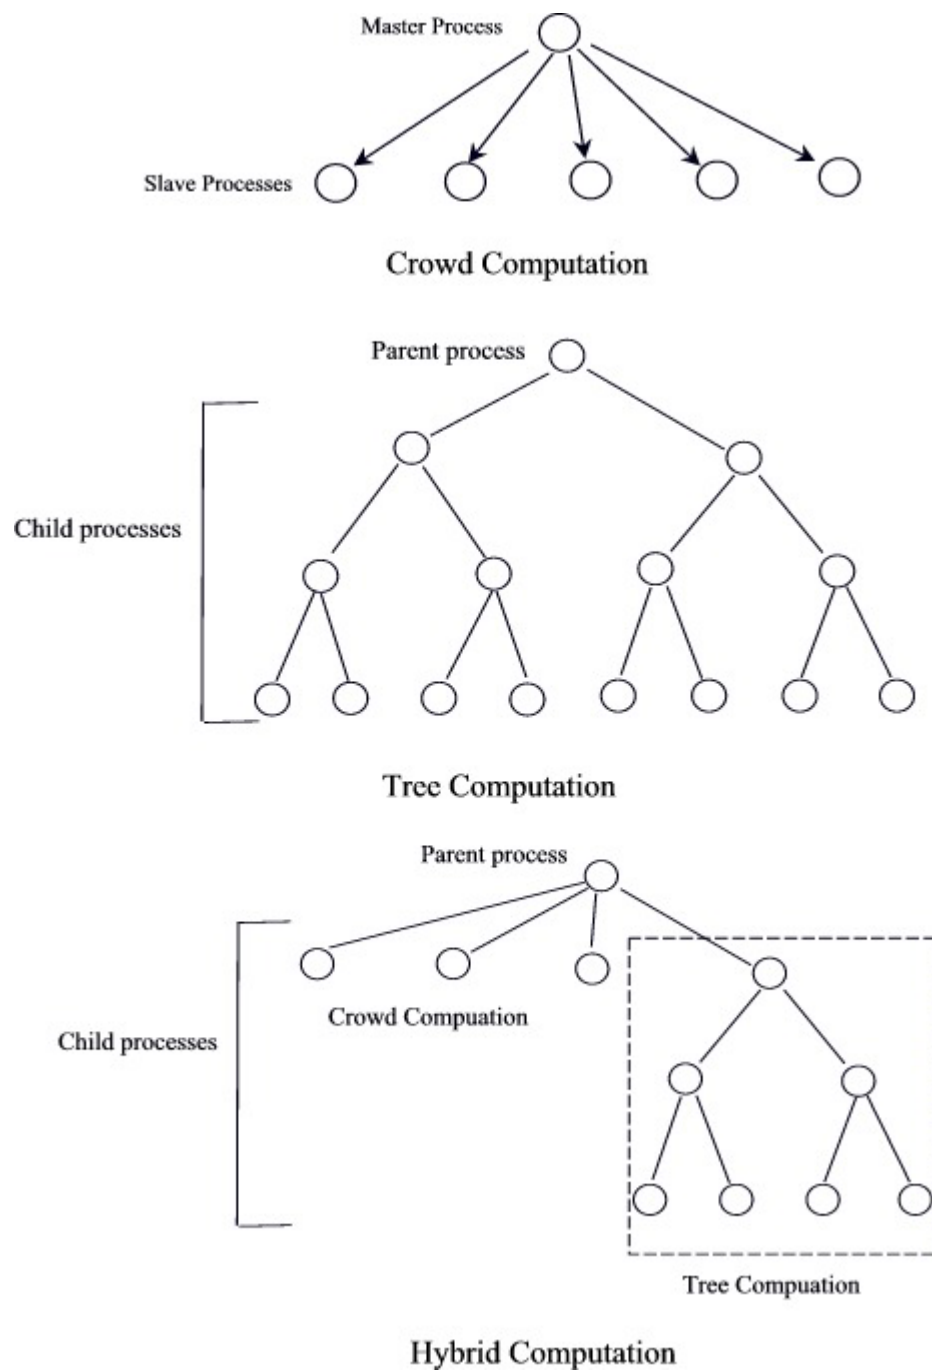 Master Process
Slave Processes
Crowd Computation
Parent process
Child processes
Tree Computation
Parent process
Crowd Compuation
Child processes
Tree Compuation
Hybrid Computation